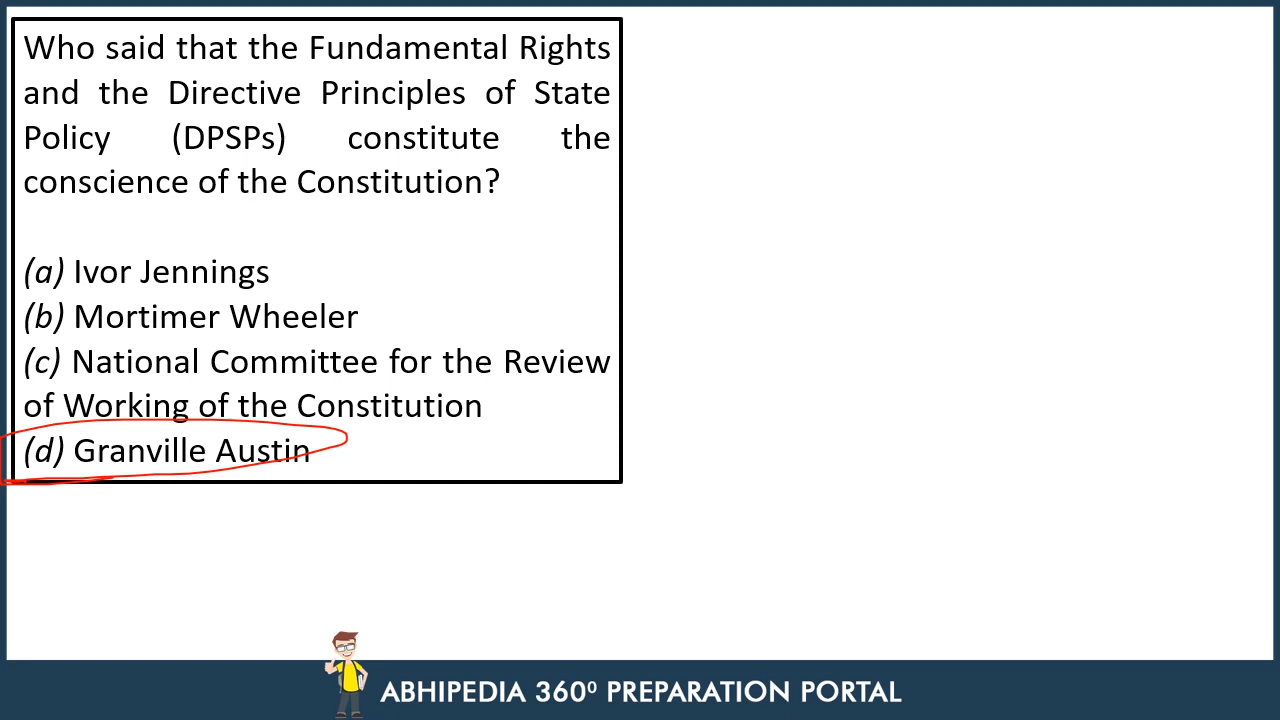 Who said that the Fundamental Rights
and the Directive Principles of State
Policy (DPSPs) constitute the
conscience of the Constitution?
(a) Ivor Jennings
(b) Mortimer Wheeler
(c) National Committee for the Review
of Working of the Constitution
(d) Granville Austin
ABHIPEDIA 360⁰ PREPARATION PORTAL